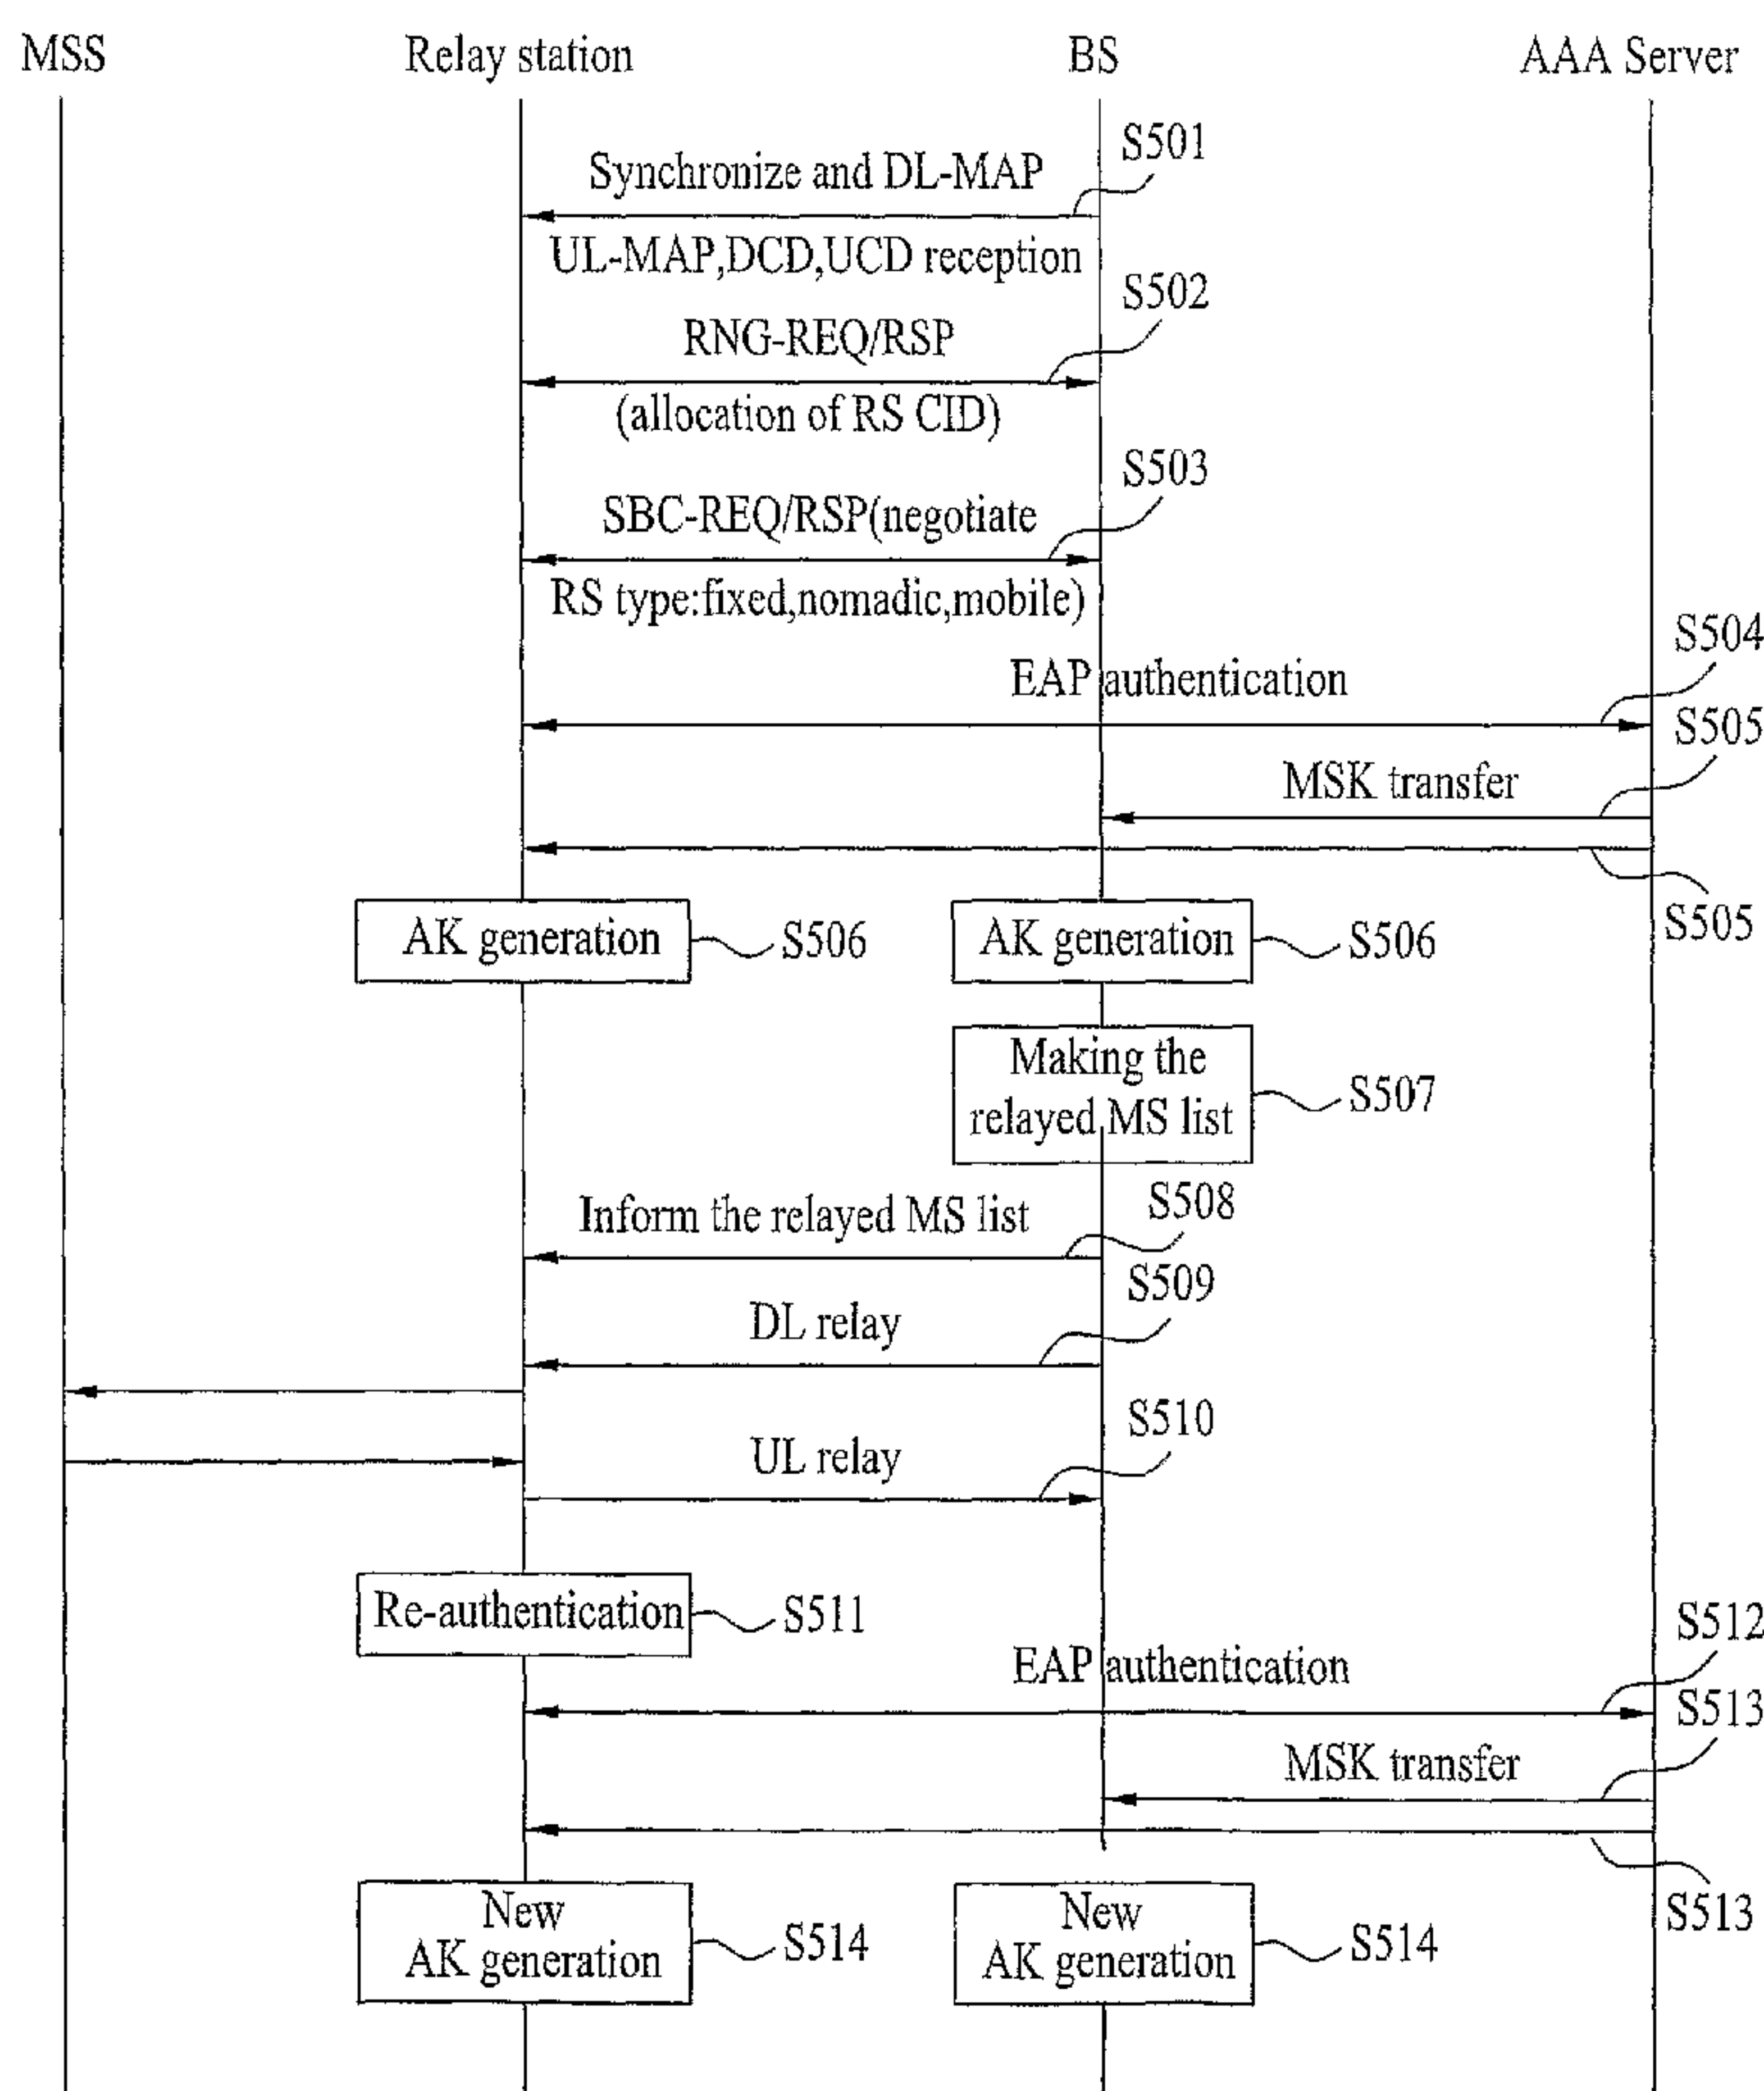 MSS
Relay station
BS
AAA Server
S501
Synchronize and DL-MAP
UL-MAP,DCD,UCD reception
S502
RNG-REQ/RSP
(allocation of RS CID)
S503
SBC-REQ/RSP(negotiate
RS type:fixed,nomadic,mobile)
S504
EAP authentication
S505
MSK transfer
S505
AK generation
S506
AK generation
S506
Making the
relayed MS list
S507
S508
Inform the relayed MS list
S509
DL relay
S510
UL relay
Re-authentication
S511
S512
EAP authentication
S513
MSK transfer
S513
New
AK generation
S514
New
AK generation
S514